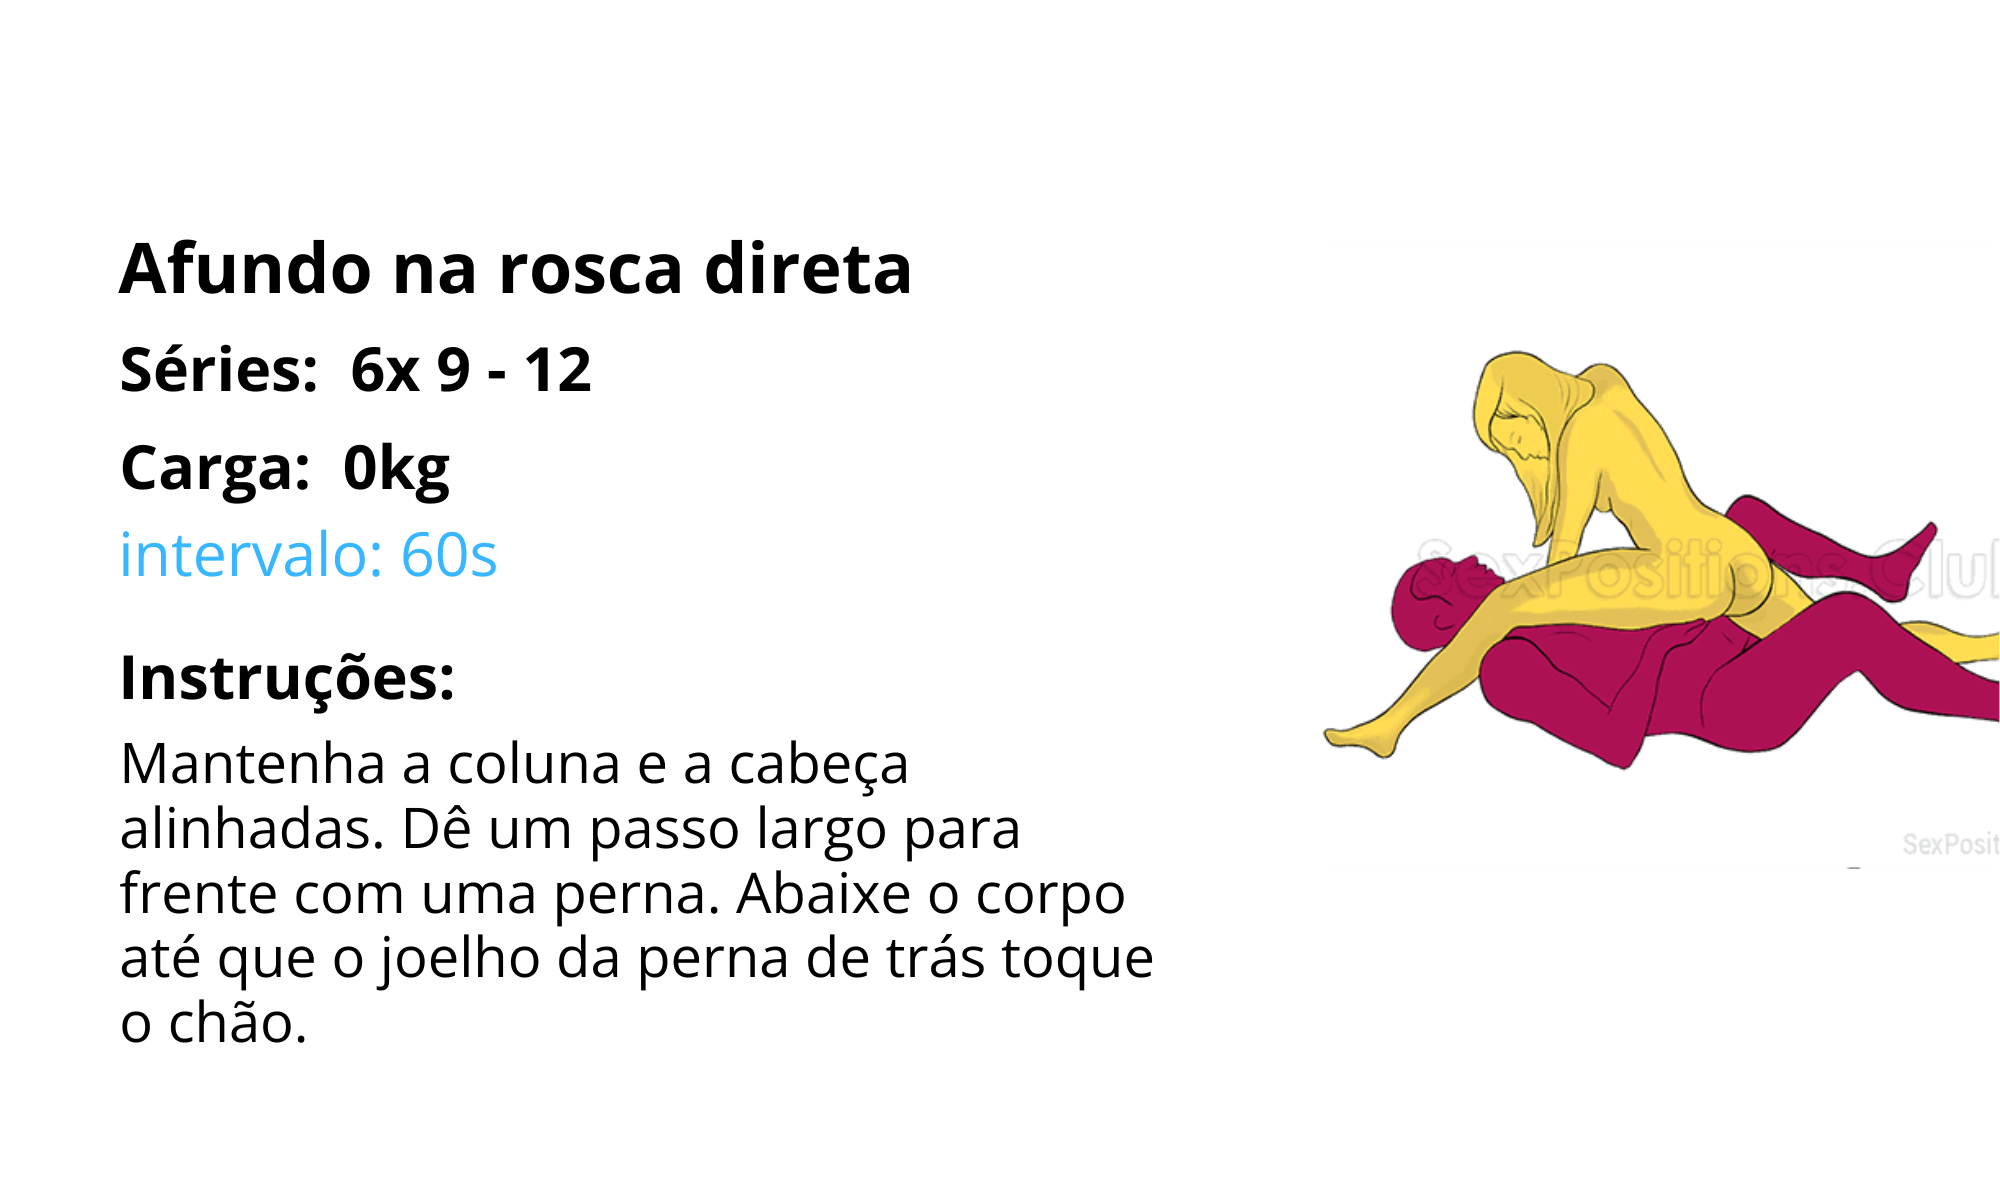 Afundo na rosca direta
Séries:  6x 9 - 12
Carga:  0kg
intervalo: 60s
Instruções:
Mantenha a coluna e a cabeça
alinhadas. Dê um passo largo para
frente com uma perna. Abaixe o corpo
até que o joelho da perna de trás toque
o chão.
SexPositions Clu
SexPosit